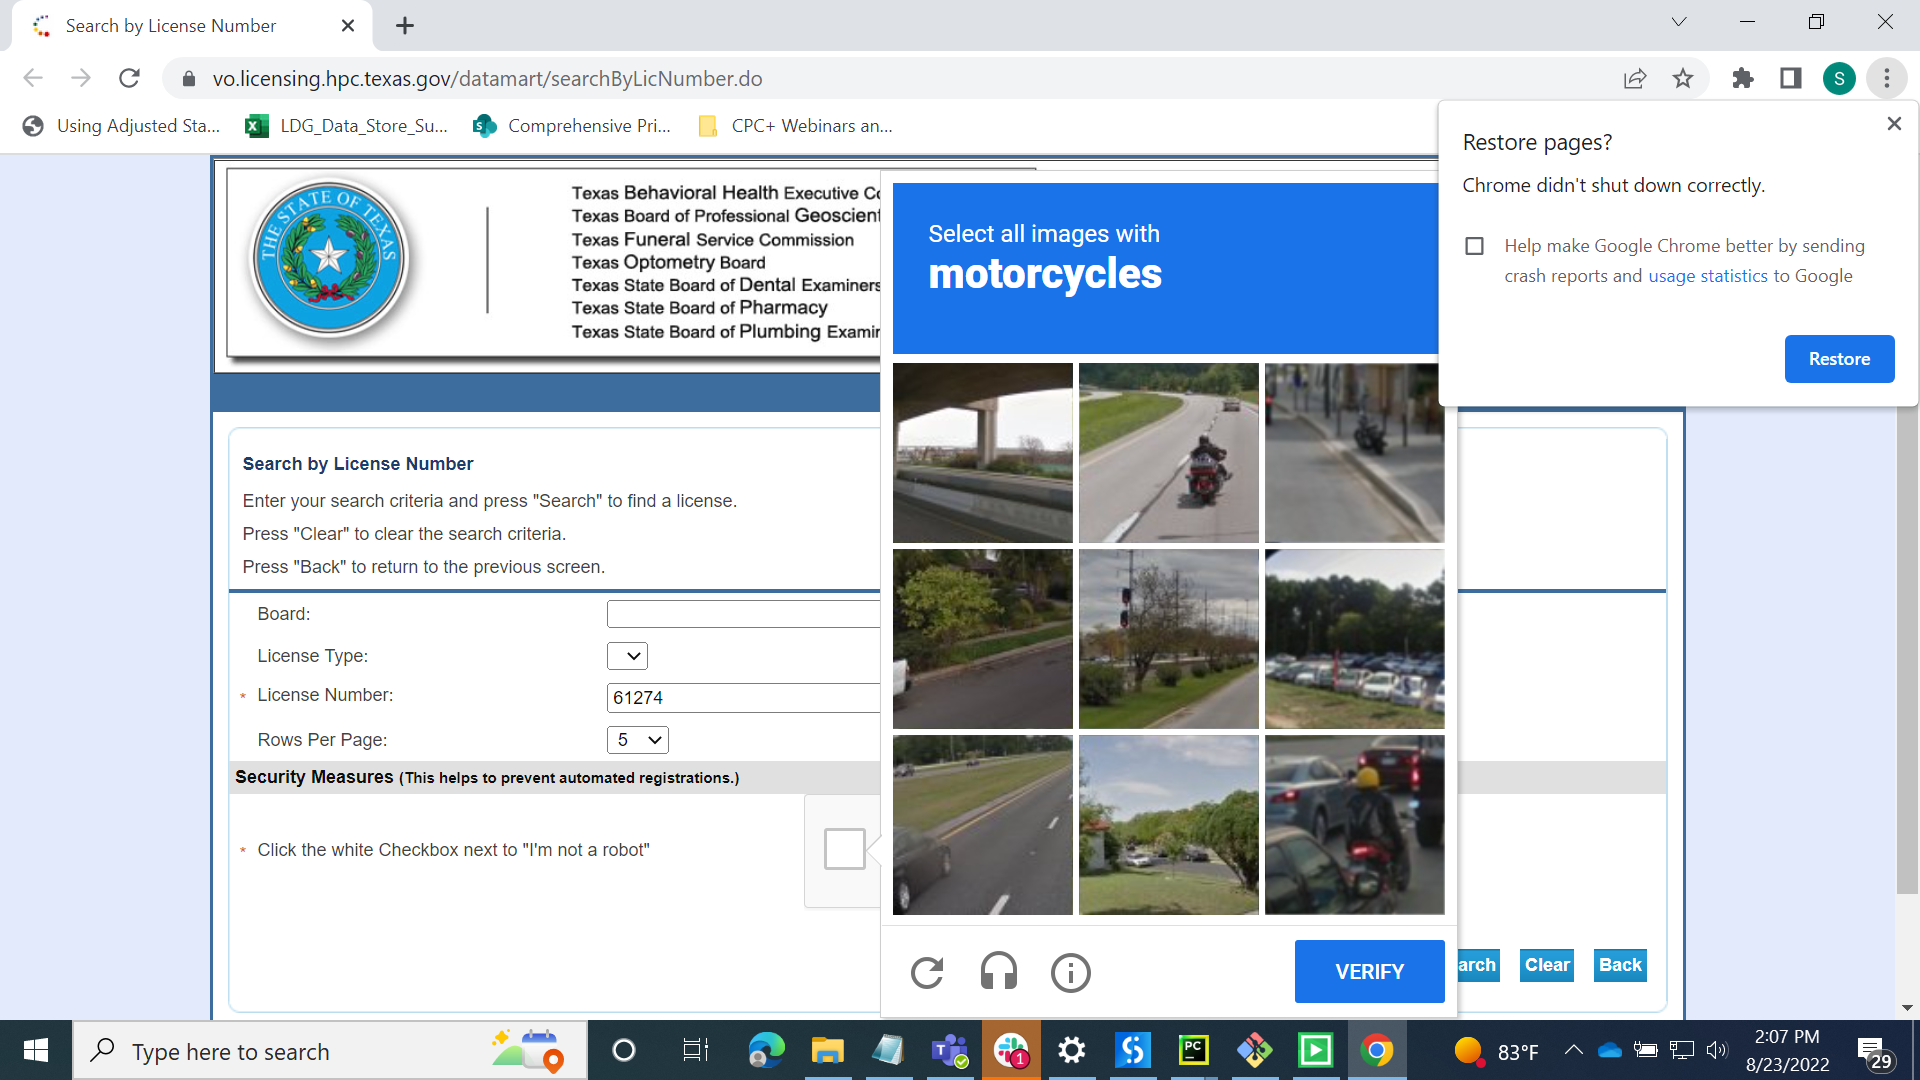 Search by License Number
vo.licensing.hpc.texas.gov/datamart/searchByLicNumber.do
S
Using Adjusted Sta...
LDG_Data_Store_Su...
Comprehensive Pri...
CPC+ Webinars an...
Restore pages?
Chrome didn't shut down correctly.
Help make Google Chrome better by sending
crash reports and usage statistics to Google
Restore
THE STATE OF TEXAS
Texas Behavioral Health Executive Co
Texas Board of Professional Geoscient
Texas Funeral Service Commission
Texas Optometry Board
Texas State Board of Dental Examiners
Texas State Board of Pharmacy
Texas State Board of Plumbing Examin
Select all images with
motorcycles
Search by License Number
Enter your search criteria and press "Search" to find a license.
Press "Clear" to clear the search criteria.
Press "Back" to return to the previous screen.
Board:
License Type:
* License Number:
61274
Rows Per Page:
5
Security Measures (This helps to prevent automated registrations.)
* Click the white Checkbox next to "I'm not a robot"
VERIFY
arch
Clear
Back
Type here to search
1
PC
83°F
2:07 PM
8/23/2022
29